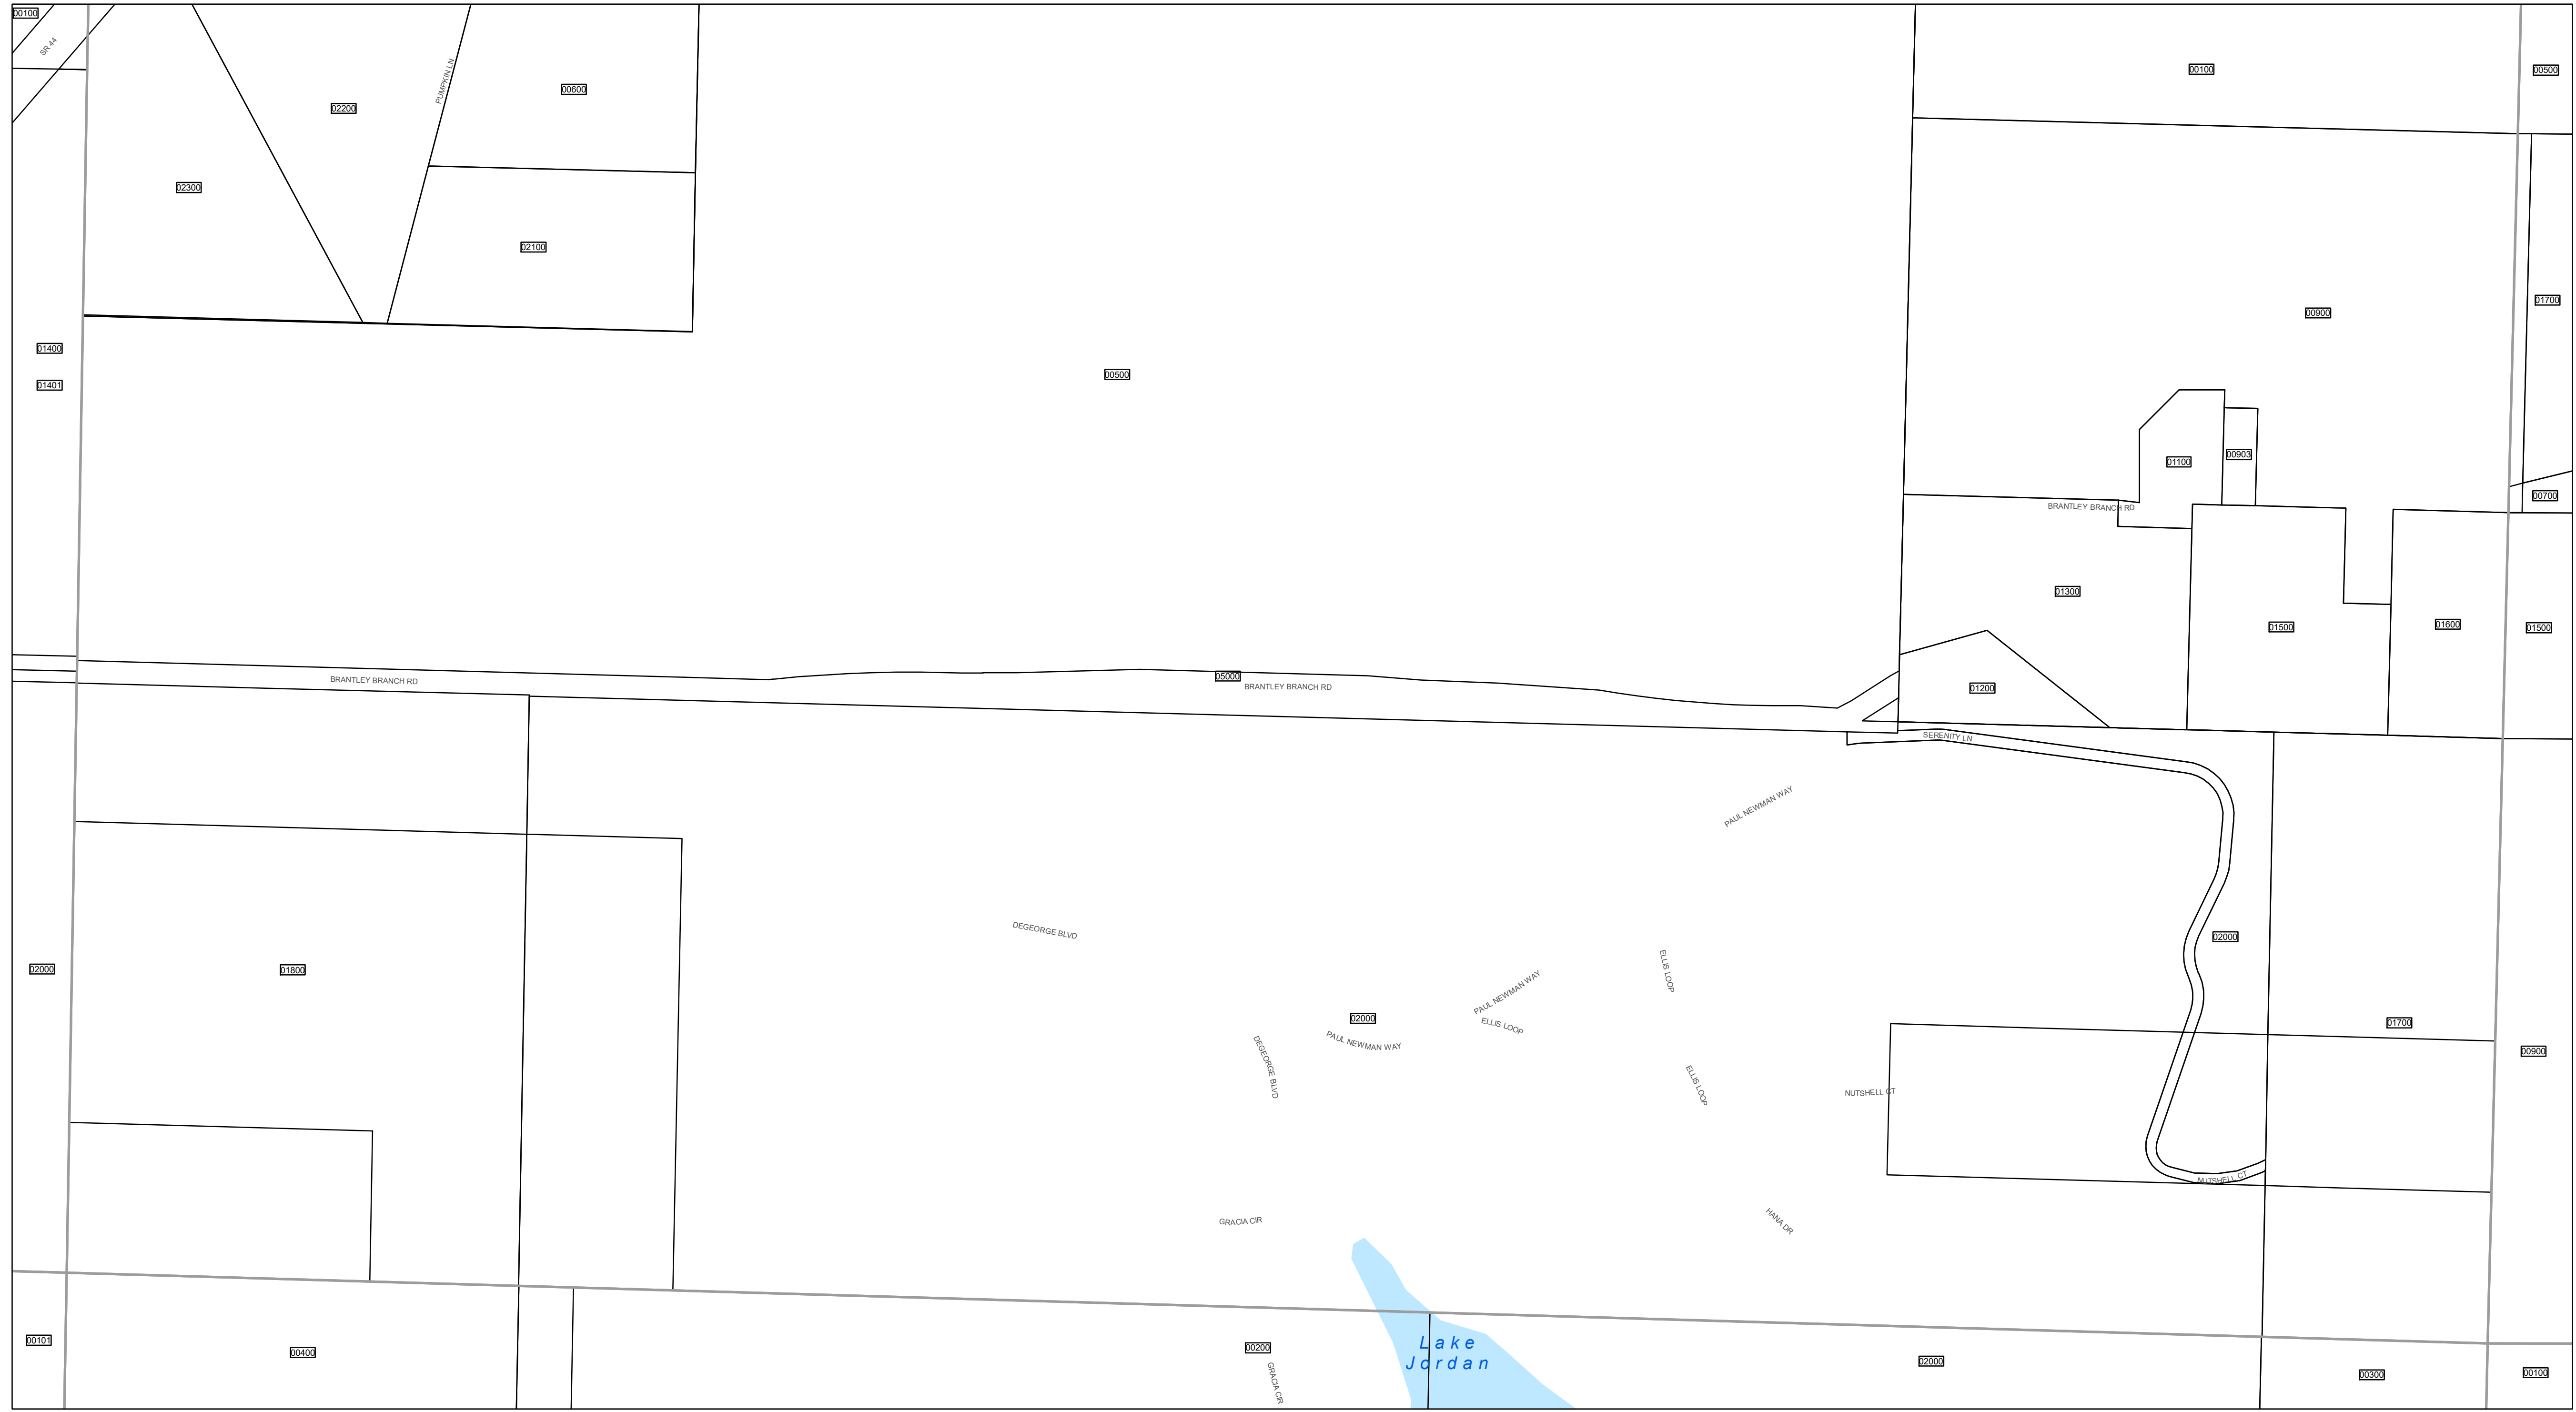 00100
SR 44
02200
PUMPKIN LN
00600
00100
00500
02300
02100
01700
00900
01400
01401
00500
01100
00903
00700
BRANTLEY BRANCH RD
01300
01500
01600
01500
BRANTLEY BRANCH RD
05000
BRANTLEY BRANCH RD
01200
SERENITY LN
PAUL NEWMAN WAY
DEGEORGE BLVD
02000
02000
01800
ELLIS LOOP
PAUL NEWMAN WAY
02000
ELLIS LOOP
01700
PAUL NEWMAN WAY
00900
DEGEORGE BLVD
ELLIS LOOP
NUTSHELL CT
NUTSHELL CT
GRACIA CIR
HANA DR
00101
00400
00200
Lake
Jordan
02000
00300
00100
GRACIA CIR